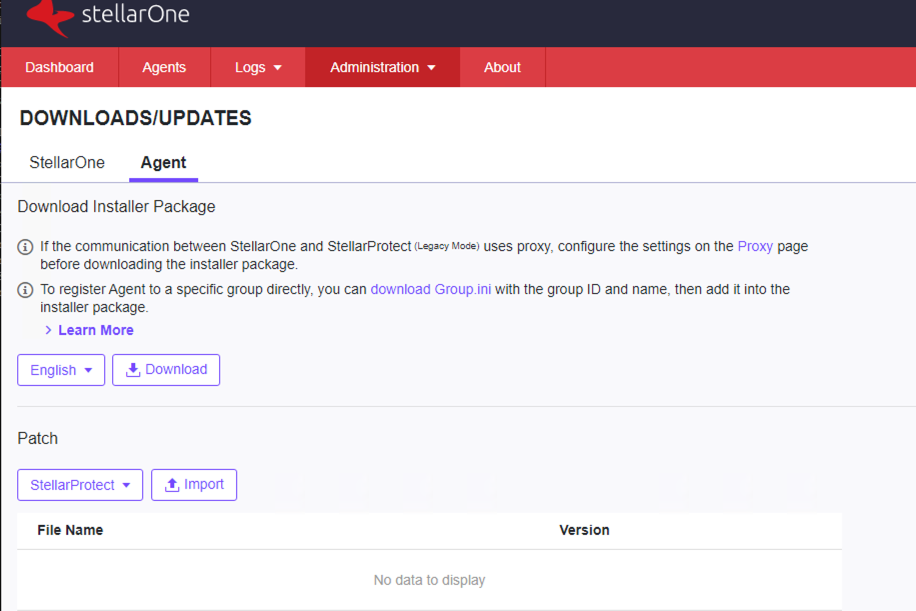 stellarOne
Dashboard Agents Logs Administration About
DOWNLOADS/UPDATES
StellarOne Agent
Download Installer Package
If the communication between StellarOne and StellarProtect (Legacy Mode) uses proxy, configure the settings on the Proxy page
before downloading the installer package.
To register Agent to a specific group directly, you can download Group.ini with the group ID and name, then add it into the
installer package.
Learn More
English Download
Patch
StellarProtect Import
File Name Version
No data to display